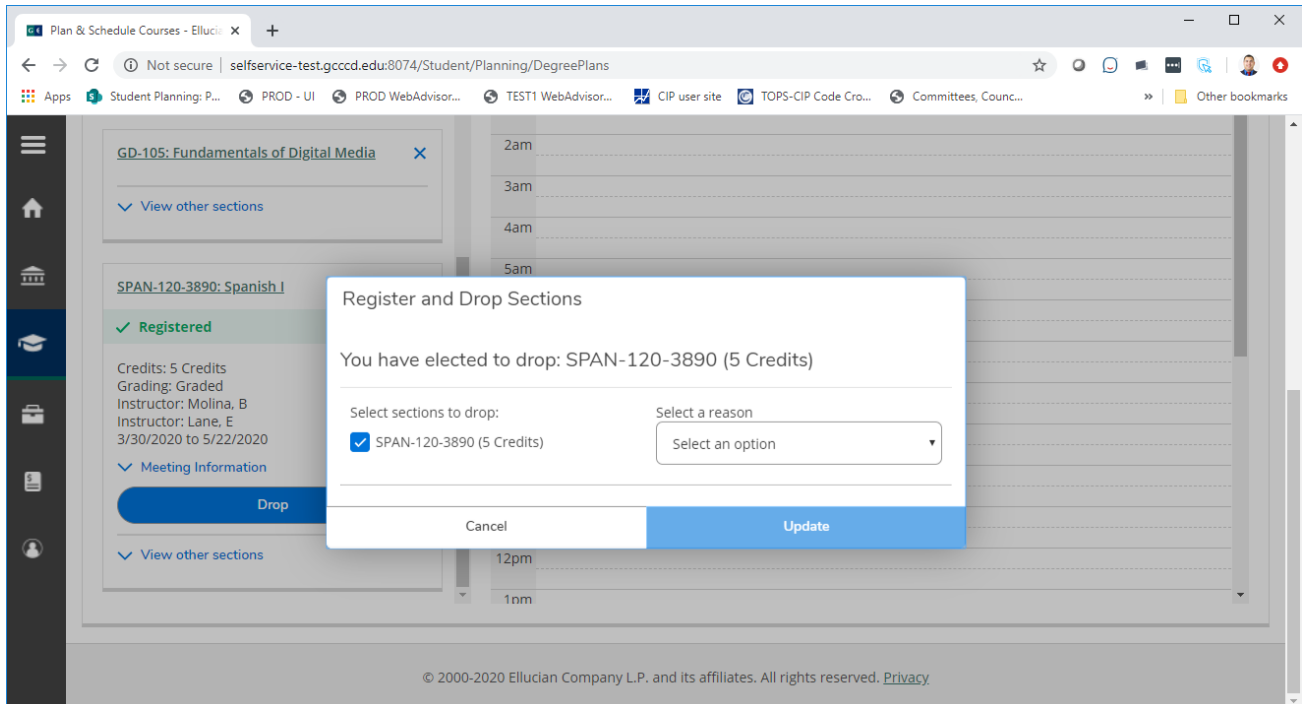 Plan & Schedule Courses - Ellucia
Not secure | selfservice-test.gcccd.edu:8074/Student/Planning/DegreePlans
Apps Student Planning: P... PROD - UI PROD WebAdvisor... TEST1 WebAdvisor... CIP user site TOPS-CIP Code Cro... Committees, Counc... » Other bookmarks
GD-105: Fundamentals of Digital Media
View other sections
SPAN-120-3890: Spanish I
Registered
Credits: 5 Credits
Grading: Graded
Instructor: Molina, B
Instructor: Lane, E
3/30/2020 to 5/22/2020
Meeting Information
Drop
View other sections
2am
3am
4am
5am
12pm
1pm
Register and Drop Sections
You have elected to drop: SPAN-120-3890 (5 Credits)
Select sections to drop:
SPAN-120-3890 (5 Credits)
Select a reason
Select an option
Cancel Update
© 2000-2020 Ellucian Company L.P. and its affiliates. All rights reserved. Privacy